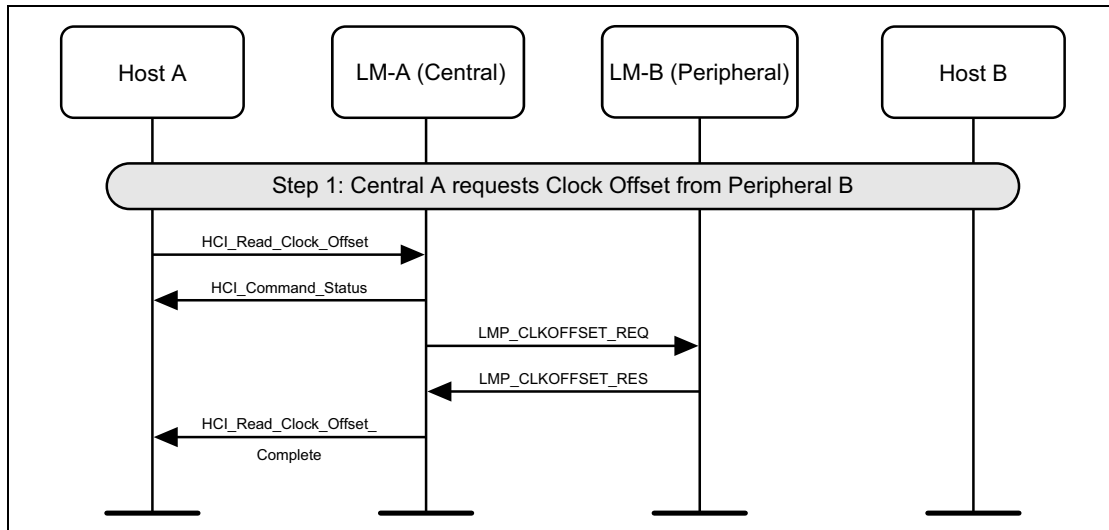 Host A
LM-A (Central)
LM-B (Peripheral)
Host B
Step 1: Central A requests Clock Offset from Peripheral B
HCI_Read_Clock_Offset
HCI_Command_Status
LMP_CLKOFFSET_REQ
LMP_CLKOFFSET_RES
HCI_Read_Clock_Offset_
Complete